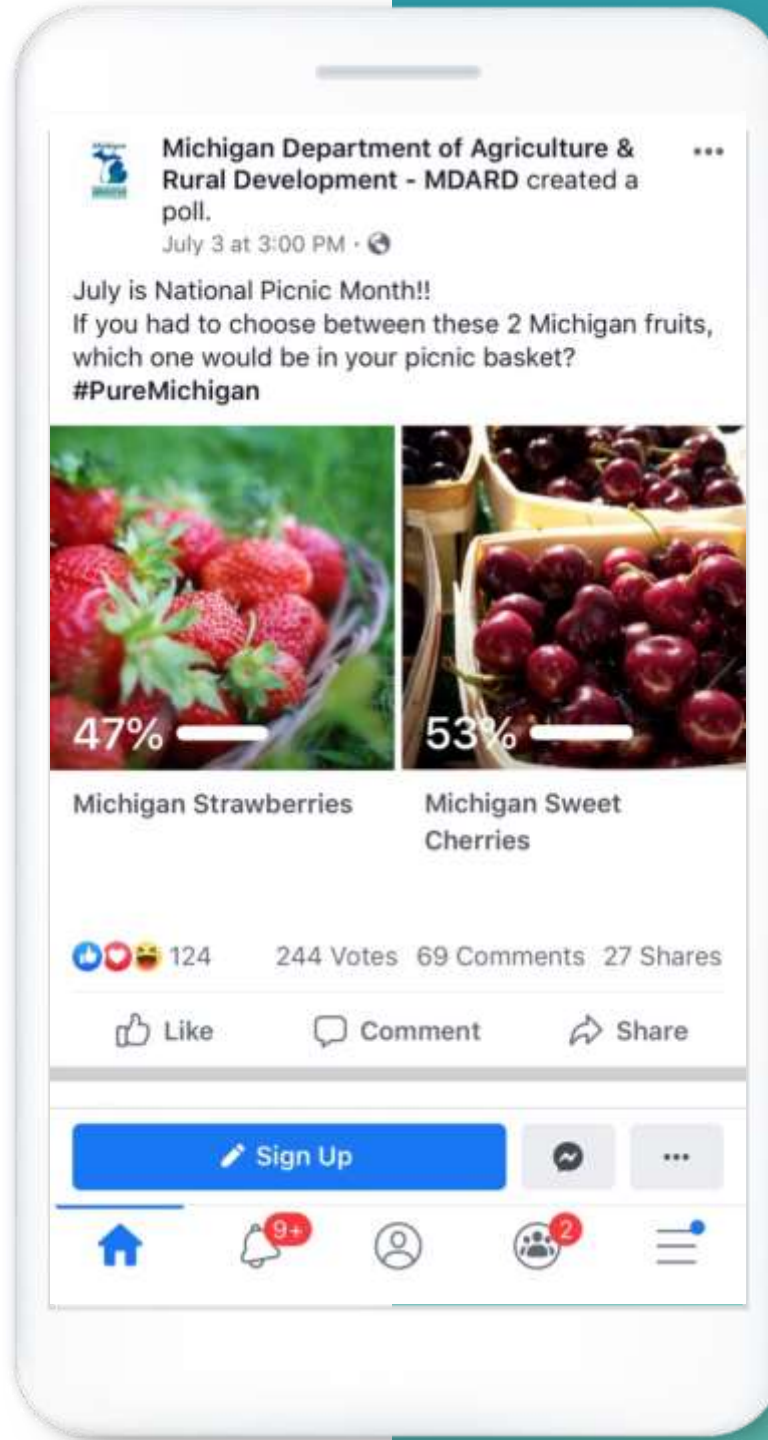 Michigan Department of Agriculture &
Rural Development - MDARD created a
poll.
July 3 at 3:00 PM ·
July is National Picnic Month!!
If you had to choose between these 2 Michigan fruits,
which one would be in your picnic basket?
#PureMichigan
47%
53%
Michigan Strawberries
Michigan Sweet
Cherries
124
244 Votes 69 Comments 27 Shares
Like
Comment
Share
Sign Up
9+
2